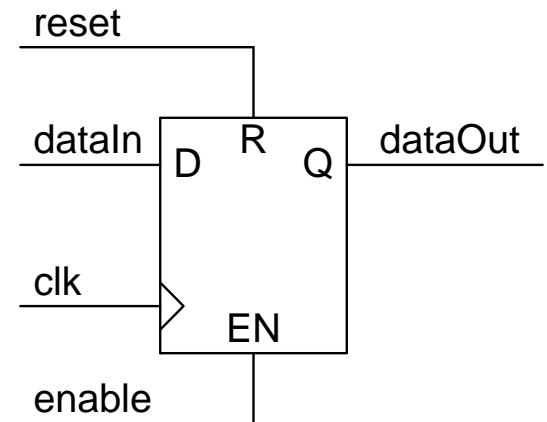 reset
dataIn
D
R
Q
dataOut
clk
EN
enable